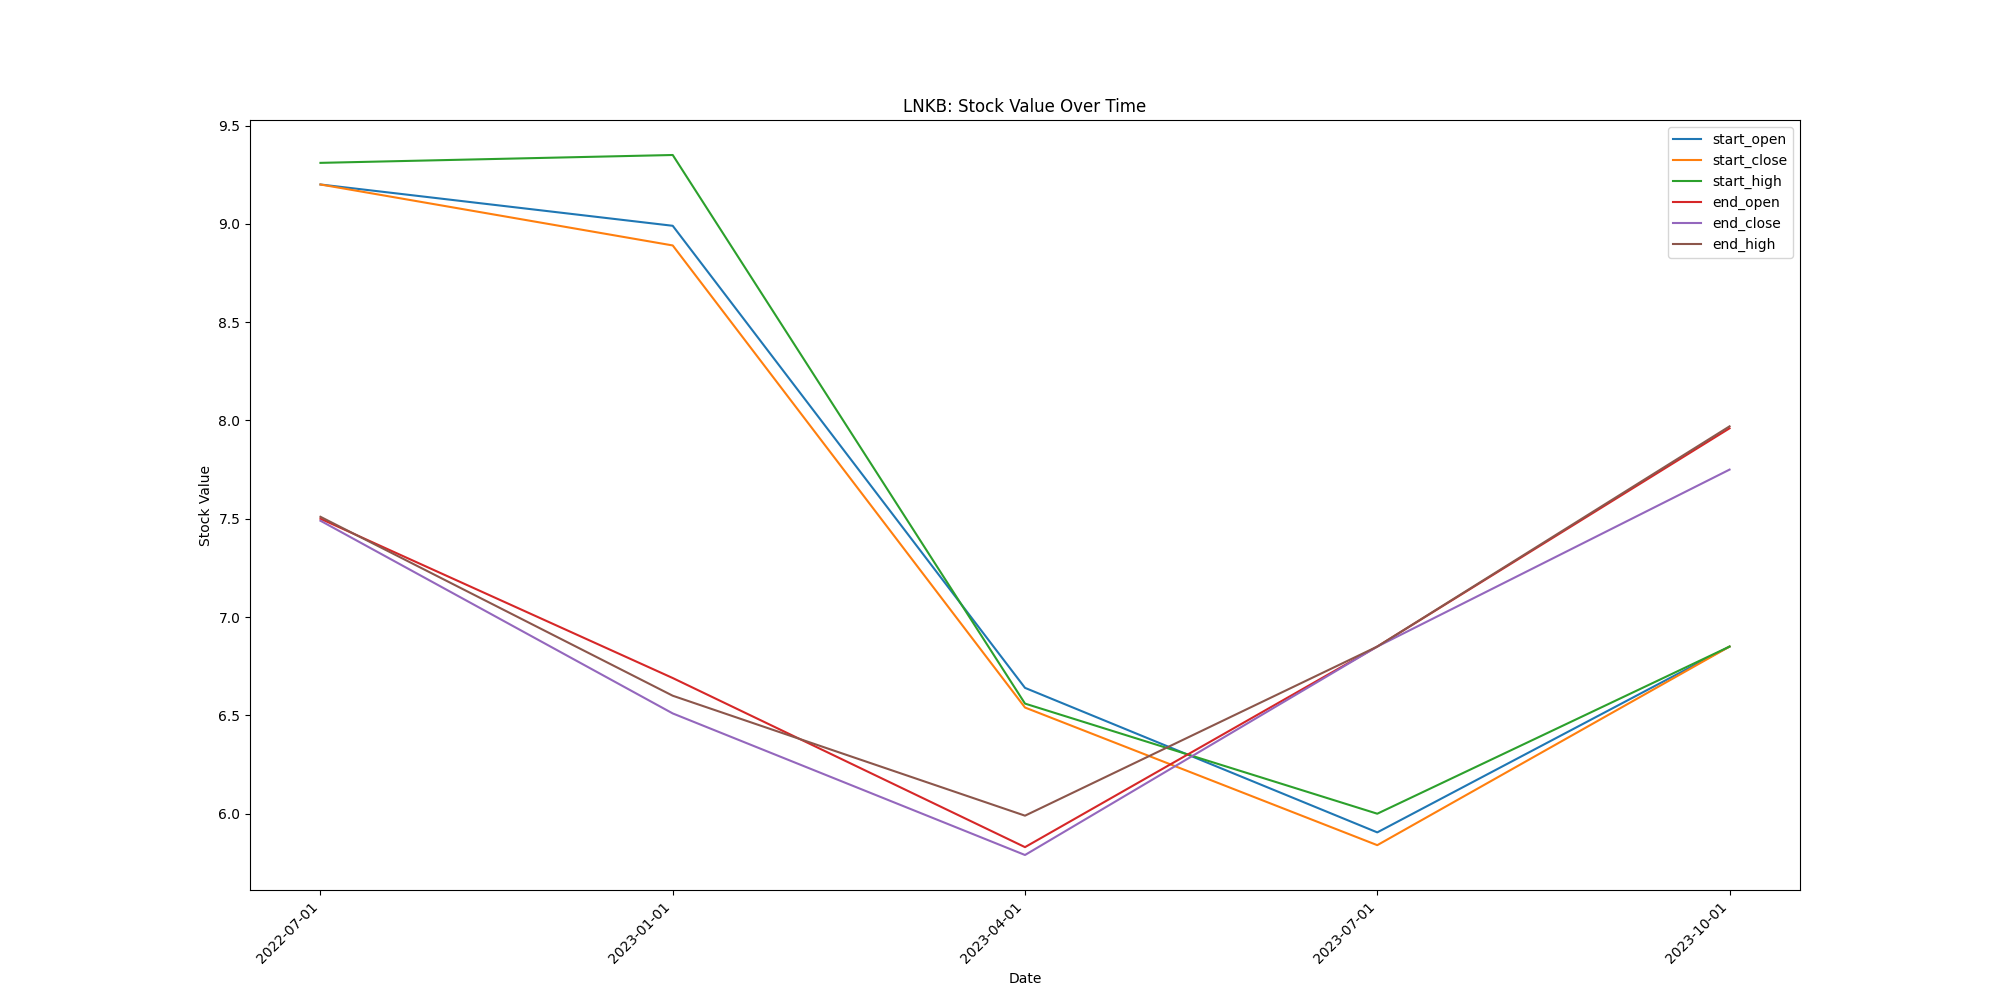 LNKB: Stock Value Over Time
9.5
9.0
8.5
8.0
7.5
7.0
6.5
6.0
Stock Value
start_open
start_close
start_high
end_open
end_close
end_high
2022-07-01
2023-01-01
2023-04-01
2023-07-01
2023-10-01
Date